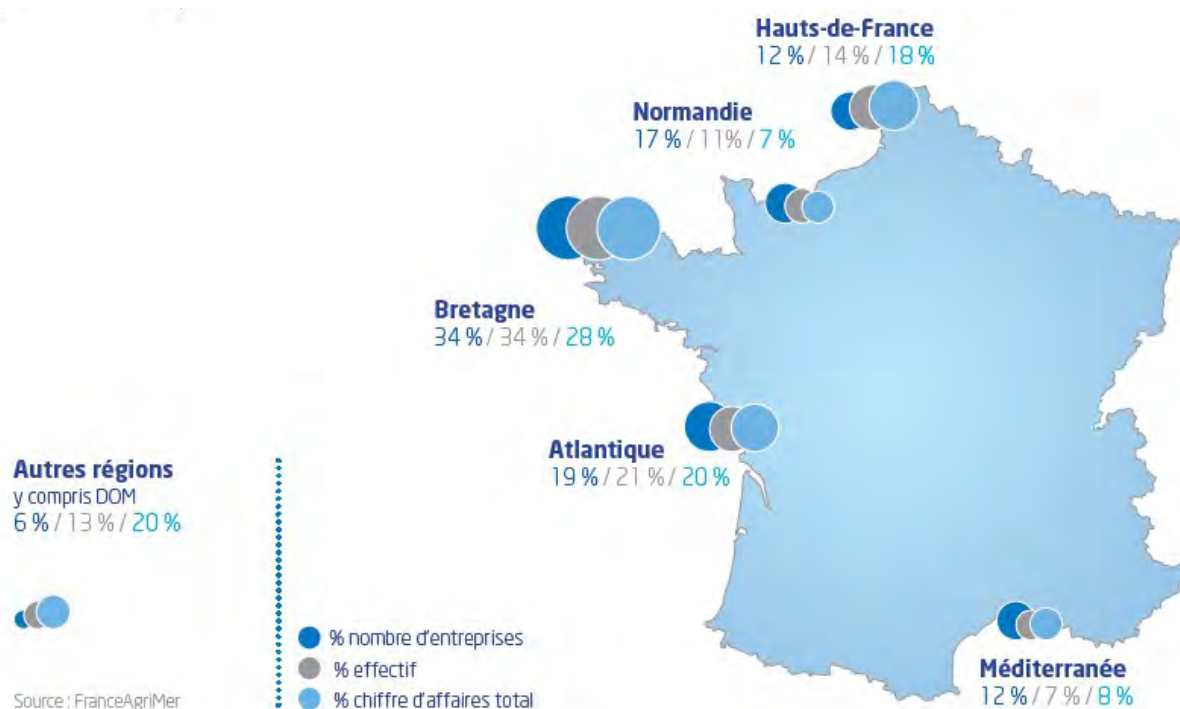 Hauts-de-France
12 % / 14 % / 18 %
Normandie
17 % / 11% / 7 %
Bretagne
34 % / 34 % / 28 %
Atlantique
19 % / 21 % / 20 %
Autres régions
y compris DOM
6 % / 13 % / 20 %
% nombre d'entreprises
% effectif
% chiffre d'affaires total
Méditerranée
12 % / 7 % / 8 %
Source : FranceAgriMer